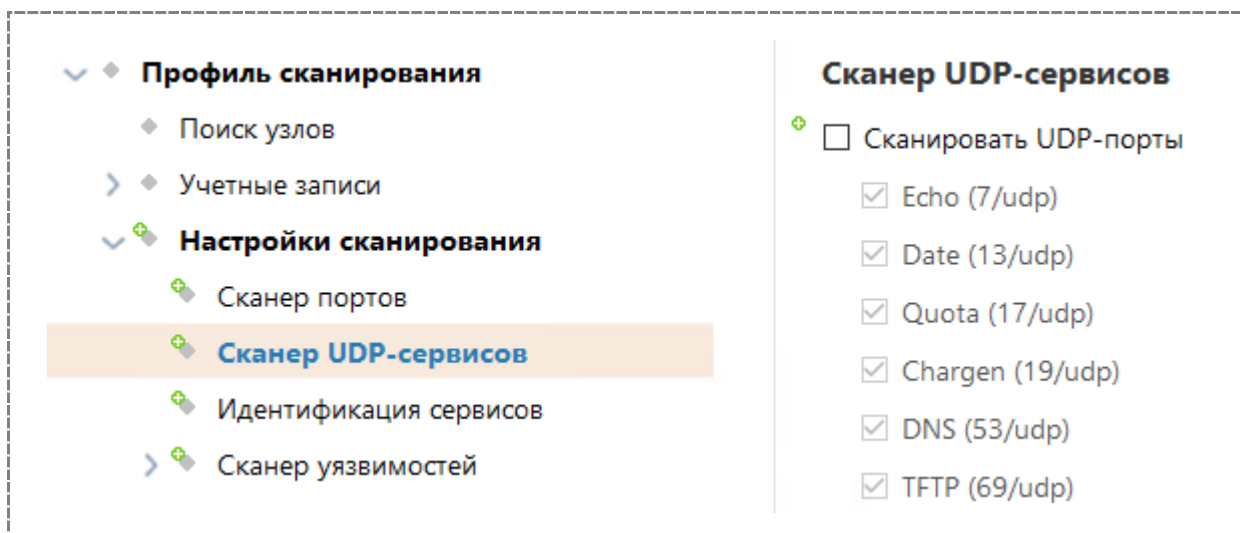 Профиль сканирования
Поиск узлов
Учетные записи
Настройки сканирования
Сканер портов
Сканер UDP-сервисов
Идентификация сервисов
Сканер уязвимостей
Сканер UDP-сервисов
Сканировать UDP-порты
Echo (7/udp)
Date (13/udp)
Quota (17/udp)
Chargen (19/udp)
DNS (53/udp)
TFTP (69/udp)